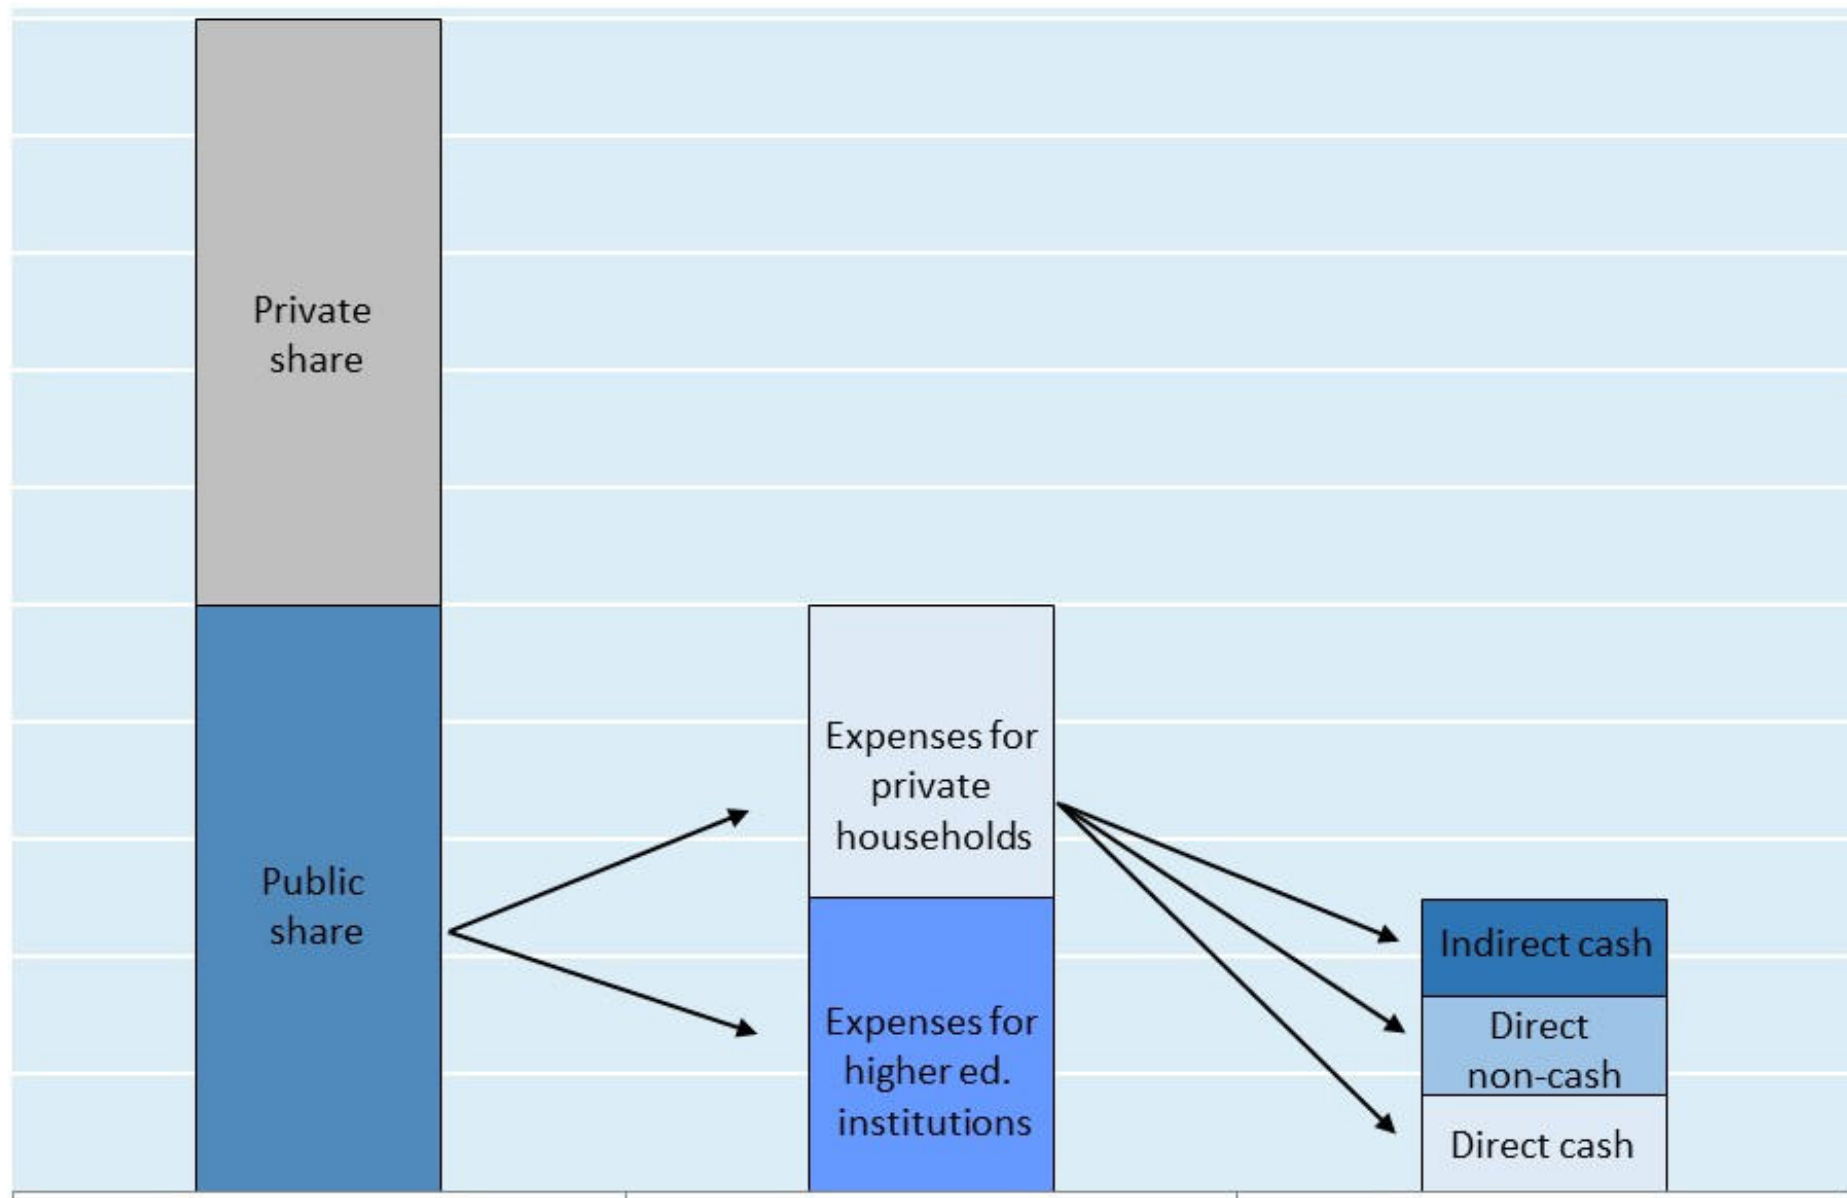 Private
share
Public
share
Expenses for
private
households
Expenses for
higher ed.
institutions
Indirect cash
Direct
non-cash
Direct cash